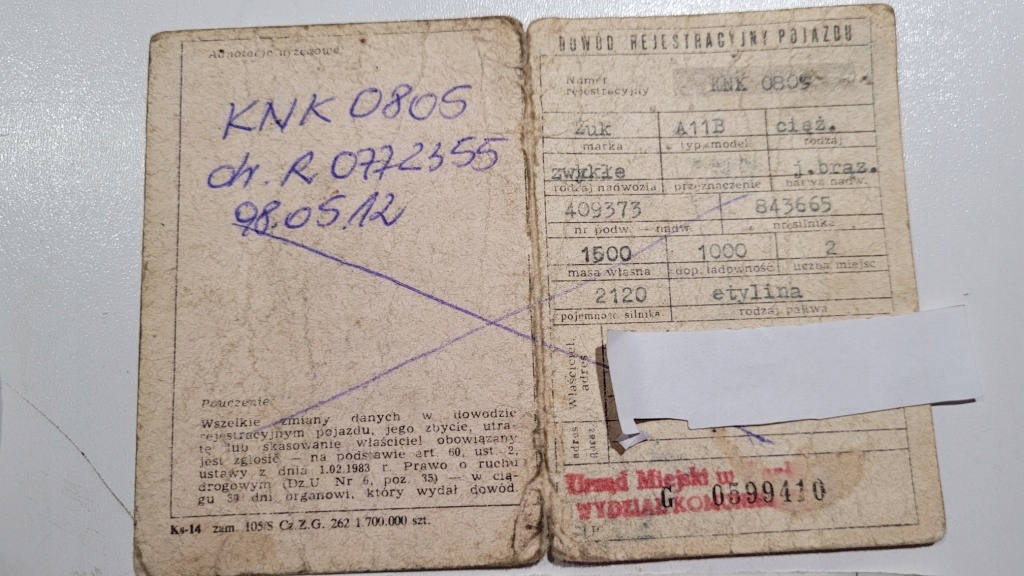 Adnotacje urzędowe
KNK 0805
dr. R. 0772355
98.05.12
Pouczenie:
Wszelkie zmiany danych w dowodzie
rejestracyjnym pojazdu, jego zbycie, utra-
tę lub skasowanie właściciel obowiązany
jest zgłosić — na podstawie art. 60, ust. 2,
ustawy z dnia 1.02.1983 r. Prawo o ruchu
drogowym (Dz.U Nr 6, poz. 35) — w cią-
gu 30 dni organowi, który wydał dowód.
Ks-14 zam. 105/S Cz.Z.G. 262 1.700.000 szt.
DOWÓD REJESTRACYJNY POJAZDU
Numer
rejestracyjny KNK 0805
Żuk A11B cięż.
marka typ/model rodzaj
zwykłe j.brąz.
rodzaj nadwozia przeznaczenie barwa nadw.
409373 843665
nr podw. — nadw. nr silnika
1500 1000 2
masa własna dop. ładowność liczba miejsc
2120 etylina
pojemność silnika rodzaj paliwa
Właściciel
adres
adres
Urząd Miejski w
WYDZIAŁ
G 0599410